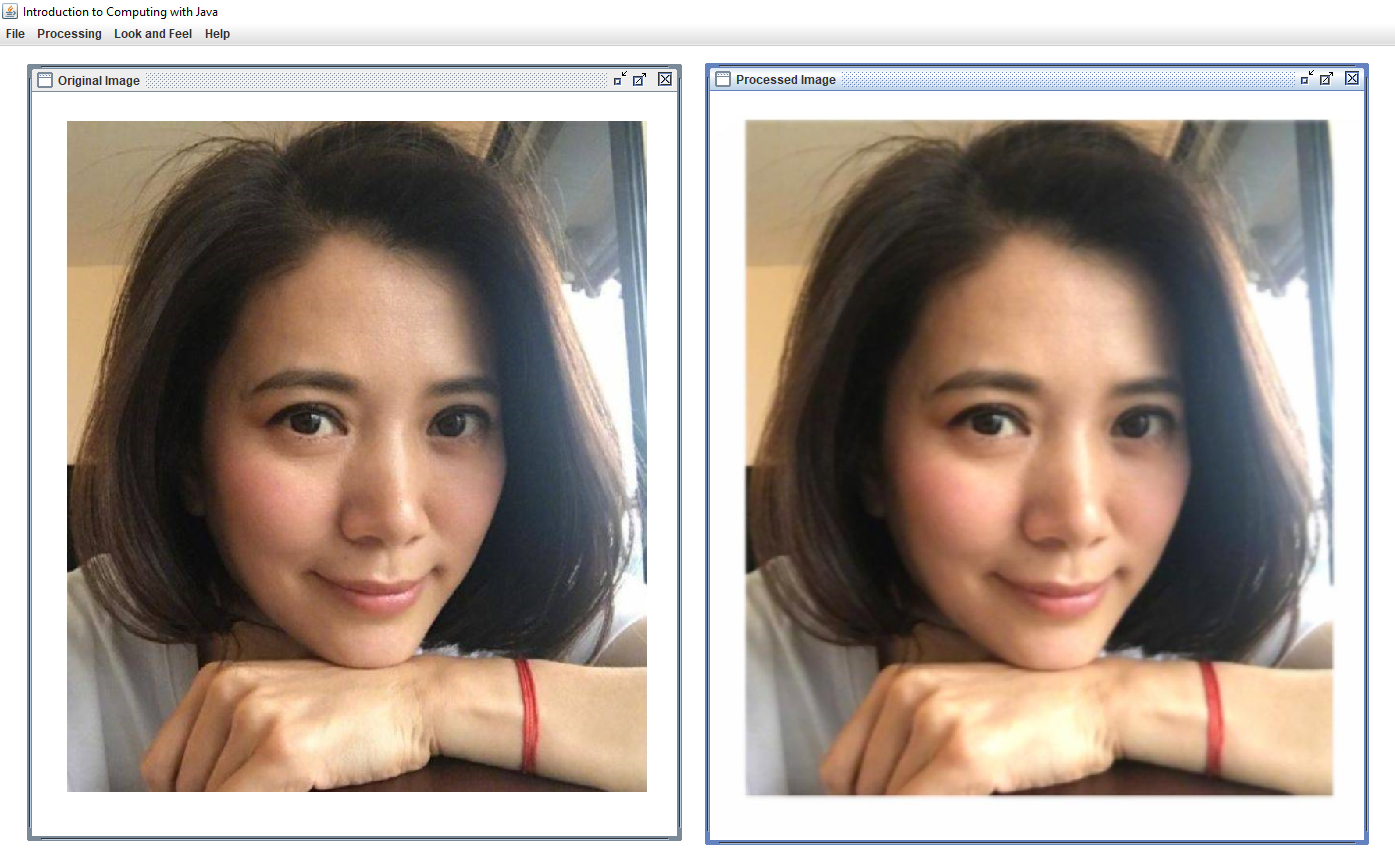 Introduction to Computing with Java
File Processing Look and Feel Help
Original Image
Processed Image